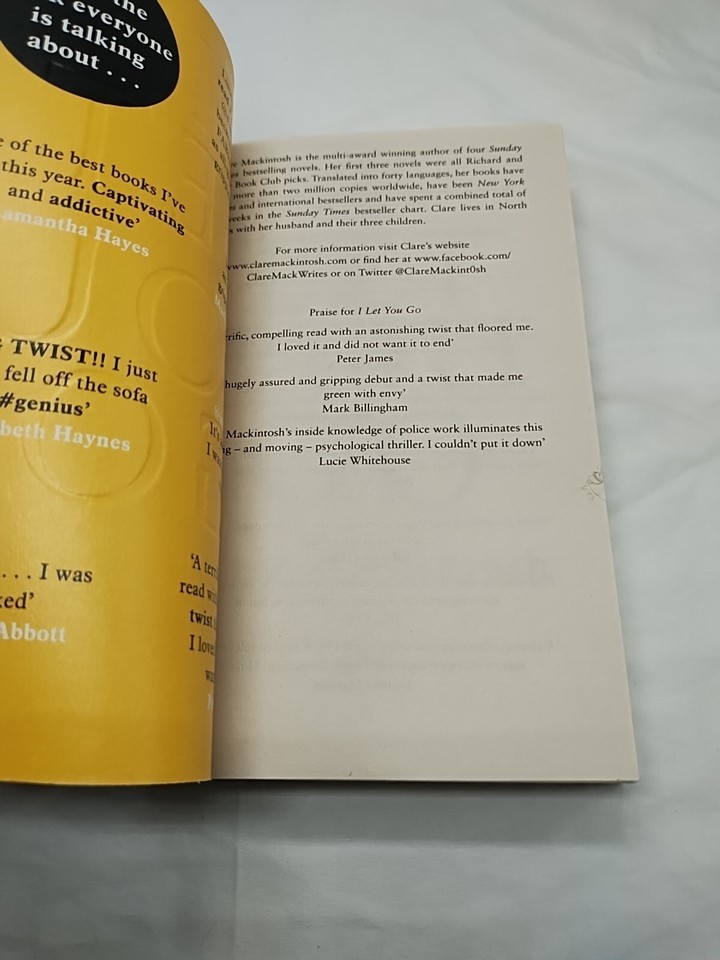 the
everyone
is talking
about . . .
of the best books I've
this year. Captivating
and addictive'
amantha Hayes
TWIST!! I just
fell off the sofa
#genius'
beth Haynes
. . . I was
ked'
Abbott
'A terr
read w
twist
I love
wa
Mackintosh is the multi-award winning author of four Sunday
bestselling novels. Her first three novels were all Richard and
Book Club picks. Translated into forty languages, her books have
more than two million copies worldwide, have been New York
and international bestsellers and have spent a combined total of
weeks in the Sunday Times bestseller chart. Clare lives in North
with her husband and their three children.
For more information visit Clare's website
www.claremackintosh.com or find her at www.facebook.com/
ClareMackWrites or on Twitter @ClareMackint0sh
Praise for I Let You Go
rific, compelling read with an astonishing twist that floored me.
I loved it and did not want it to end'
Peter James
hugely assured and gripping debut and a twist that made me
green with envy'
Mark Billingham
Mackintosh's inside knowledge of police work illuminates this
ng – and moving – psychological thriller. I couldn't put it down'
Lucie Whitehouse